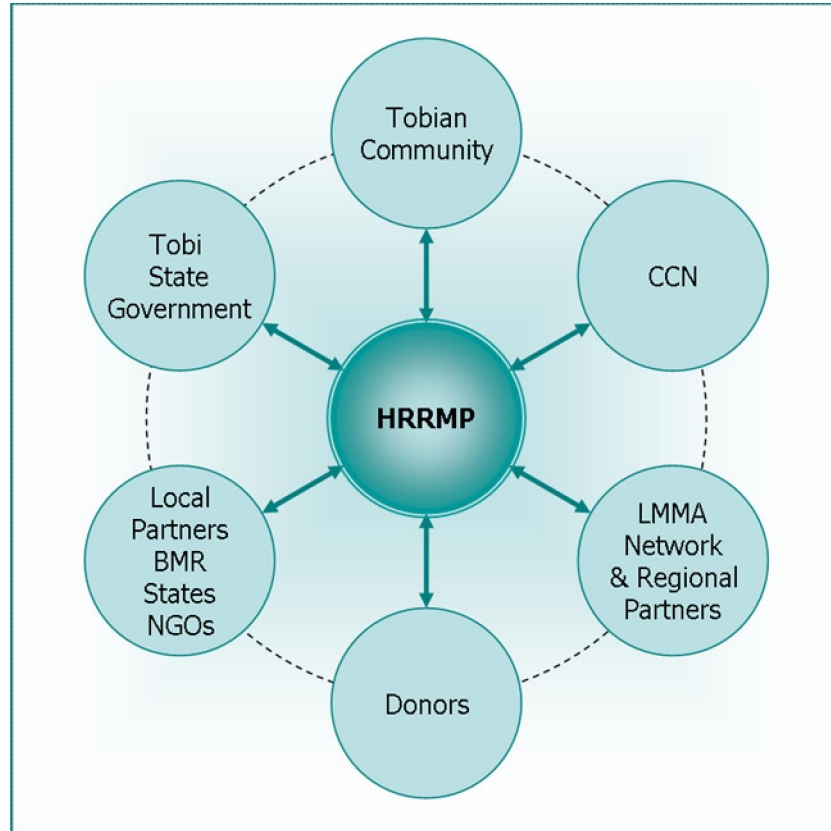 Tobian
Community
Tobi
State
Government
CCN
HRRMP
Local
Partners
BMR
States
NGOs
LMMA
Network
& Regional
Partners
Donors